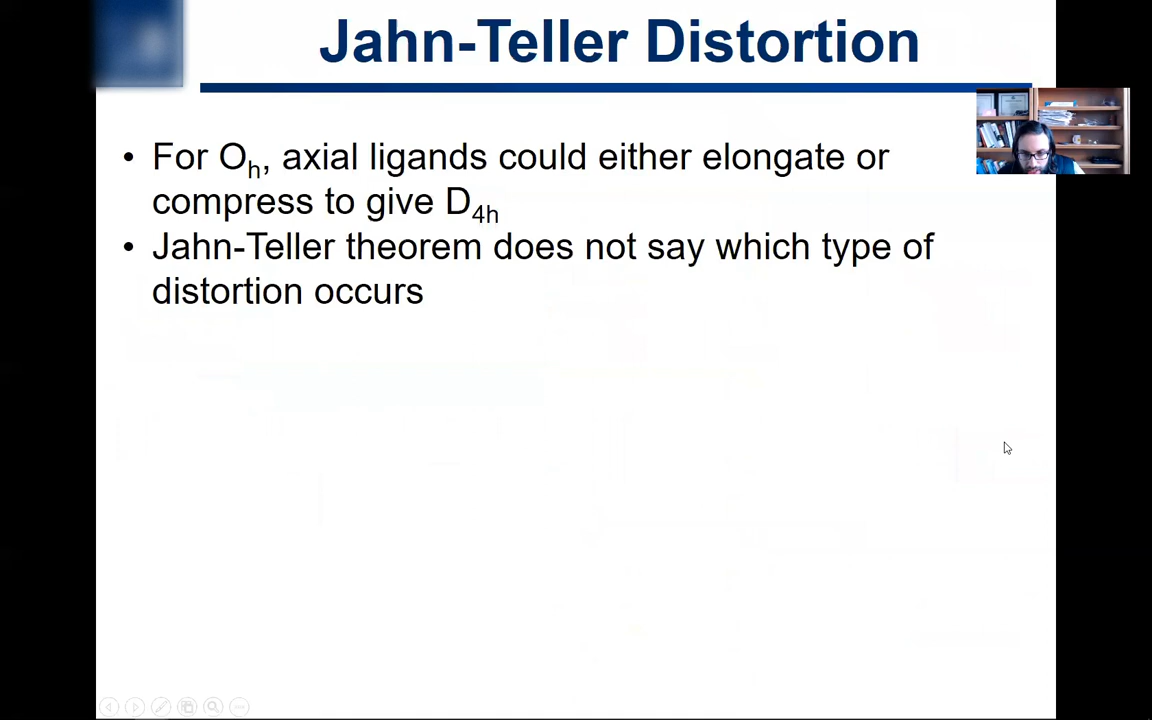 Jahn-Teller Distortion
• For Oh, axial ligands could either elongate or
compress to give D4h
• Jahn-Teller theorem does not say which type of
distortion occurs